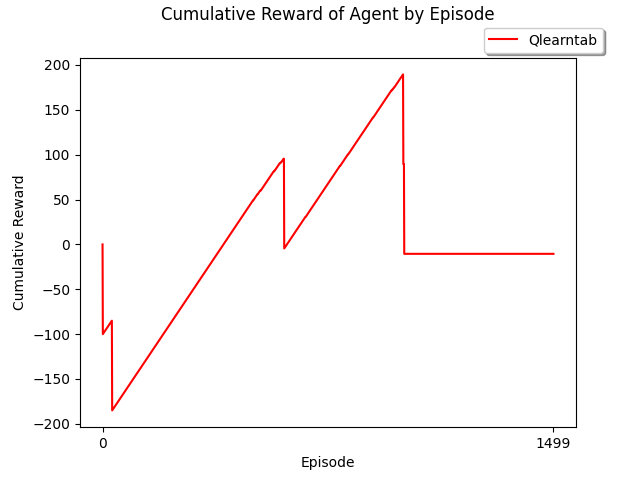 Cumulative Reward of Agent by Episode
Qlearntab
200
150
100
50
0
−50
−100
−150
−200
Cumulative Reward
0
1499
Episode